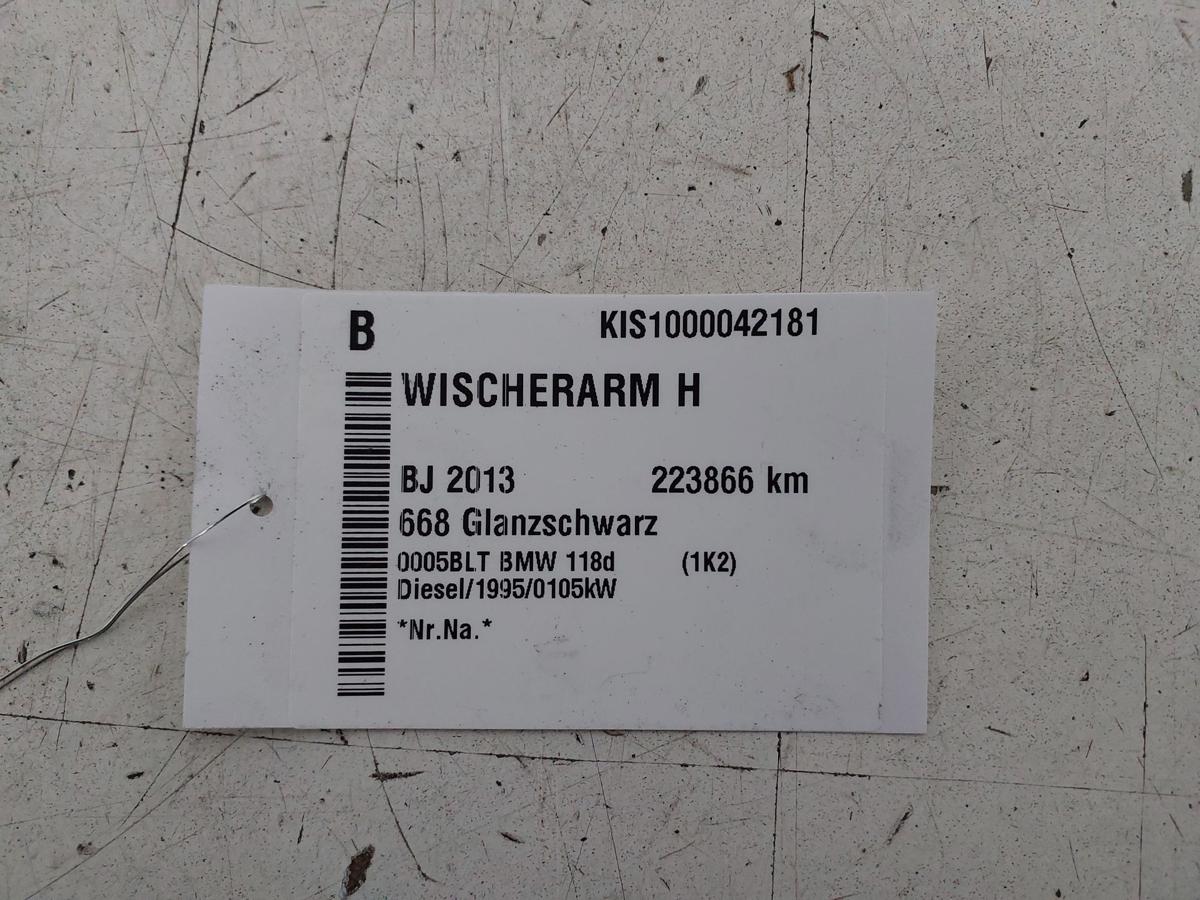 B KIS1000042181
WISCHERARM H
BJ 2013 223866 km
668 Glanzschwarz
0005BLT BMW 118d (1K2)
Diesel/1995/0105kW
*Nr.Na.*